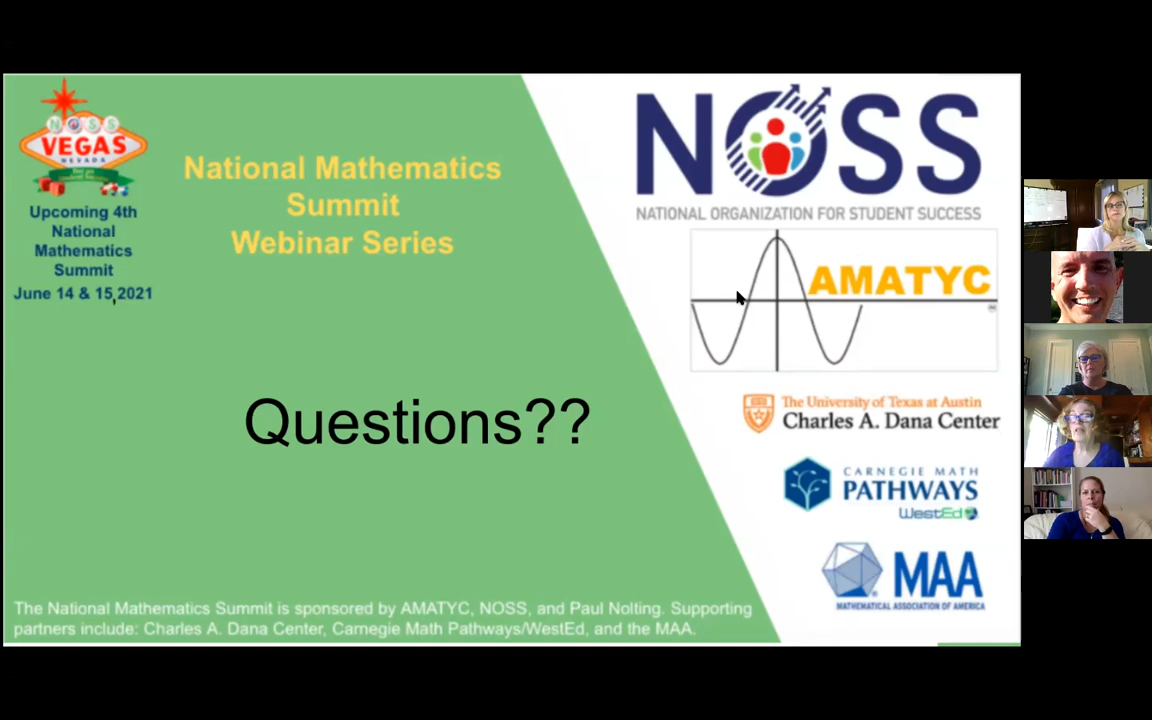 NOSS
VEGAS
NEVADA
Upcoming 4th
National
Mathematics
Summit
June 14 & 15,2021
National Mathematics
Summit
Webinar Series
Questions??
NOSS
NATIONAL ORGANIZATION FOR STUDENT SUCCESS
AMATYC
The University of Texas at Austin
Charles A. Dana Center
CARNEGIE MATH
PATHWAYS
WestEd
MAA
MATHEMATICAL ASSOCIATION OF AMERICA
The National Mathematics Summit is sponsored by AMATYC, NOSS, and Paul Nolting. Supporting
partners include: Charles A. Dana Center, Carnegie Math Pathways/WestEd, and the MAA.